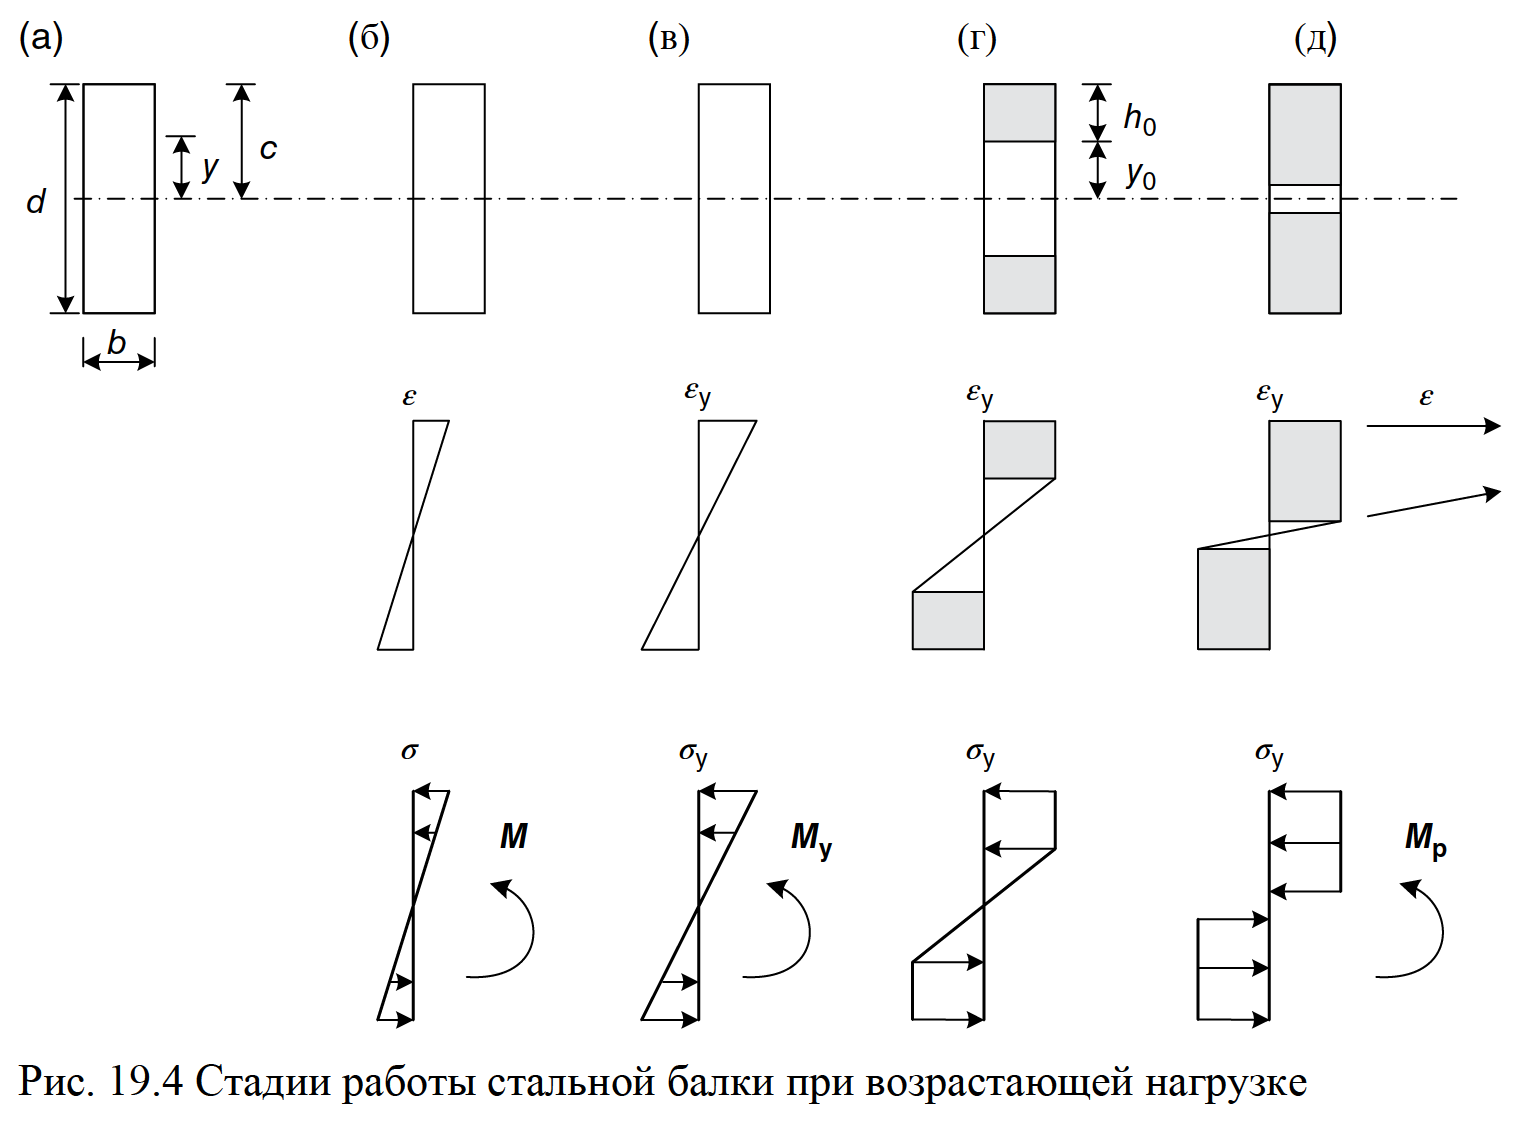 (а) (б) (в) (г) (д)
d y c h0 y0
b
ε εy εy εy ε
σ σy σy σy
M My Mp
Рис. 19.4 Стадии работы стальной балки при возрастающей нагрузке